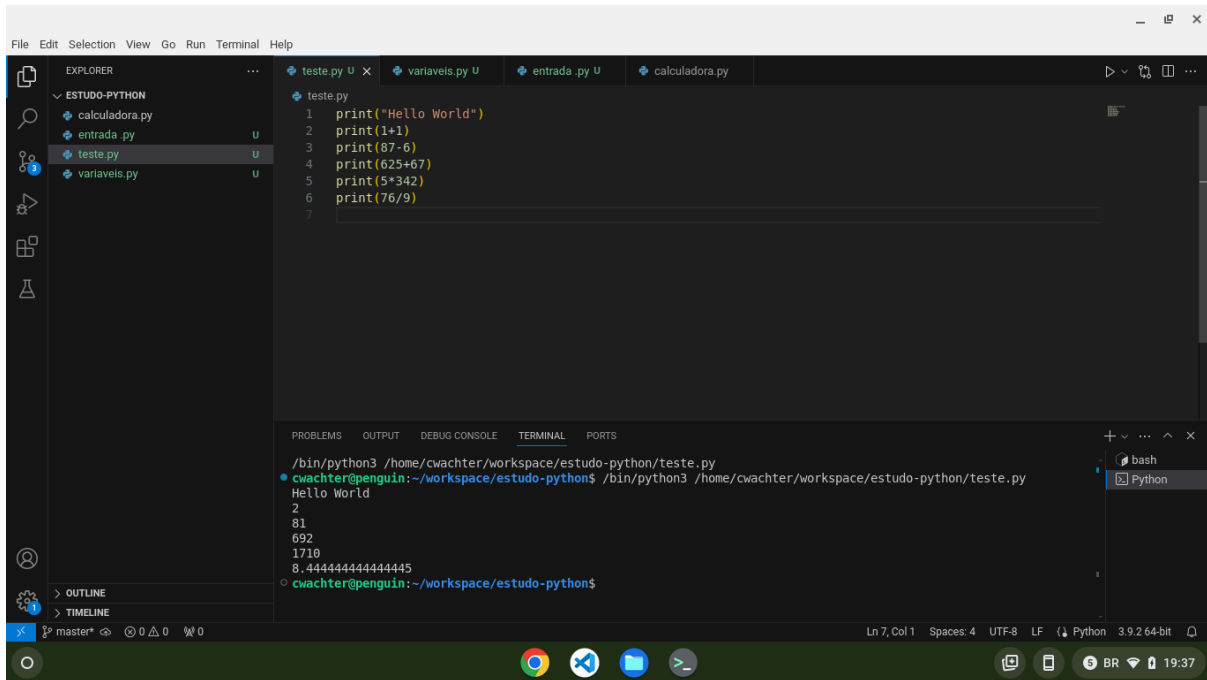 File Edit Selection View Go Run Terminal Help
EXPLORER ...
ESTUDO-PYTHON
calculadora.py
entrada .py U
teste.py U
variaveis.py U
3
OUTLINE
TIMELINE
1
teste.py U variaveis.py U entrada .py U calculadora.py
teste.py
1 print("Hello World")
2 print(1+1)
3 print(87-6)
4 print(625+67)
5 print(5*342)
6 print(76/9)
7
PROBLEMS OUTPUT DEBUG CONSOLE TERMINAL PORTS
/bin/python3 /home/cwachter/workspace/estudo-python/teste.py
cwachter@penguin:~/workspace/estudo-python$ /bin/python3 /home/cwachter/workspace/estudo-python/teste.py
Hello World
2
81
692
1710
8.444444444444445
cwachter@penguin:~/workspace/estudo-python$
bash
Python
master* 0 0 0 Ln 7, Col 1 Spaces: 4 UTF-8 LF Python 3.9.2 64-bit
5 BR 19:37